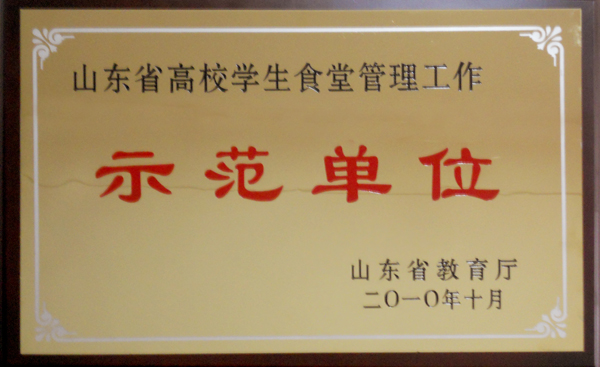 山东省高校学生食堂管理工作
示范单位
山东省教育厅
二〇一〇年十月